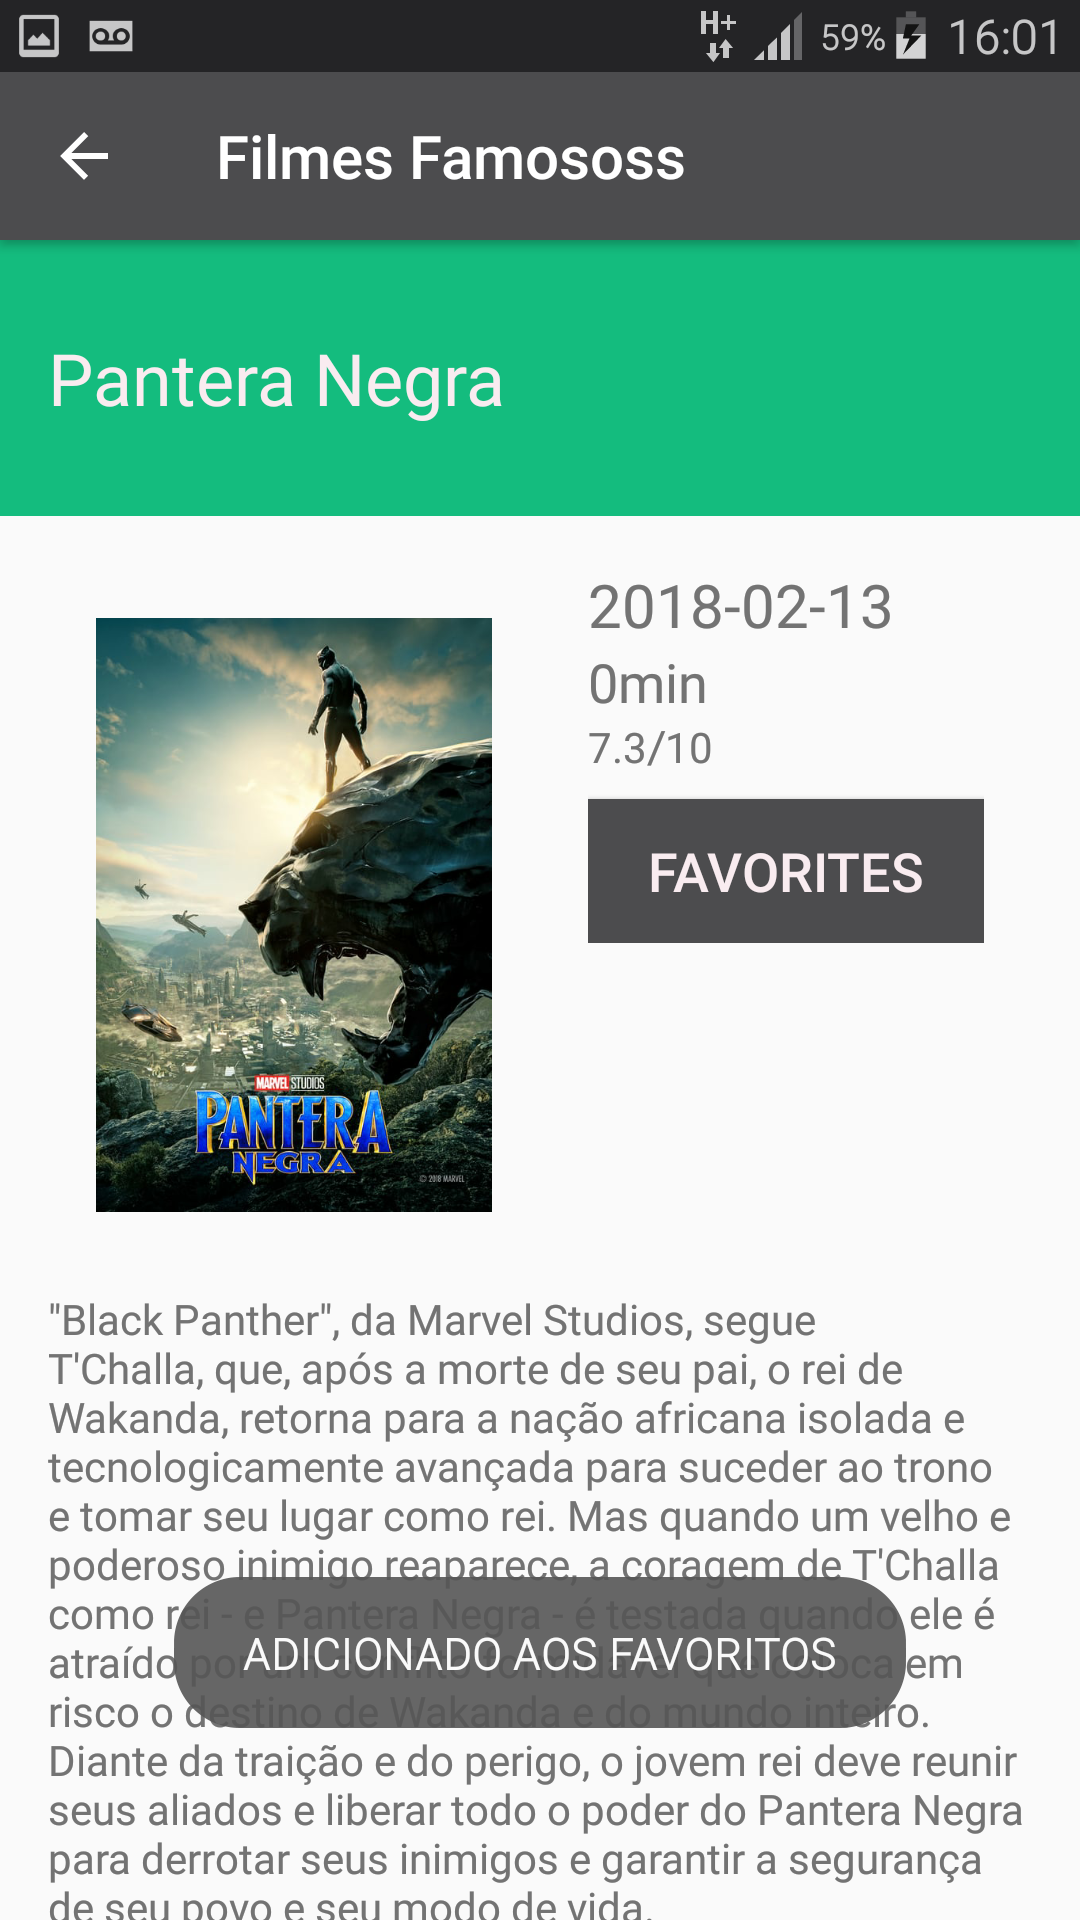 H+ 59% 16:01
Filmes Famososs
Pantera Negra
2018-02-13
0min
7.3/10
FAVORITES
MARVEL STUDIOS
PANTERA
NEGRA
© 2018 MARVEL
"Black Panther", da Marvel Studios, segue
T'Challa, que, após a morte de seu pai, o rei de
Wakanda, retorna para a nação africana isolada e
tecnologicamente avançada para suceder ao trono
e tomar seu lugar como rei. Mas quando um velho e
poderoso inimigo reaparece, a coragem de T'Challa
como rei - e Pantera Negra - é testada quando ele é
atraído por um que coloca em
ADICIONADO AOS FAVORITOS
risco o destino de Wakanda e do mundo inteiro.
Diante da traição e do perigo, o jovem rei deve reunir
seus aliados e liberar todo o poder do Pantera Negra
para derrotar seus inimigos e garantir a segurança
de seu povo e seu modo de vida.